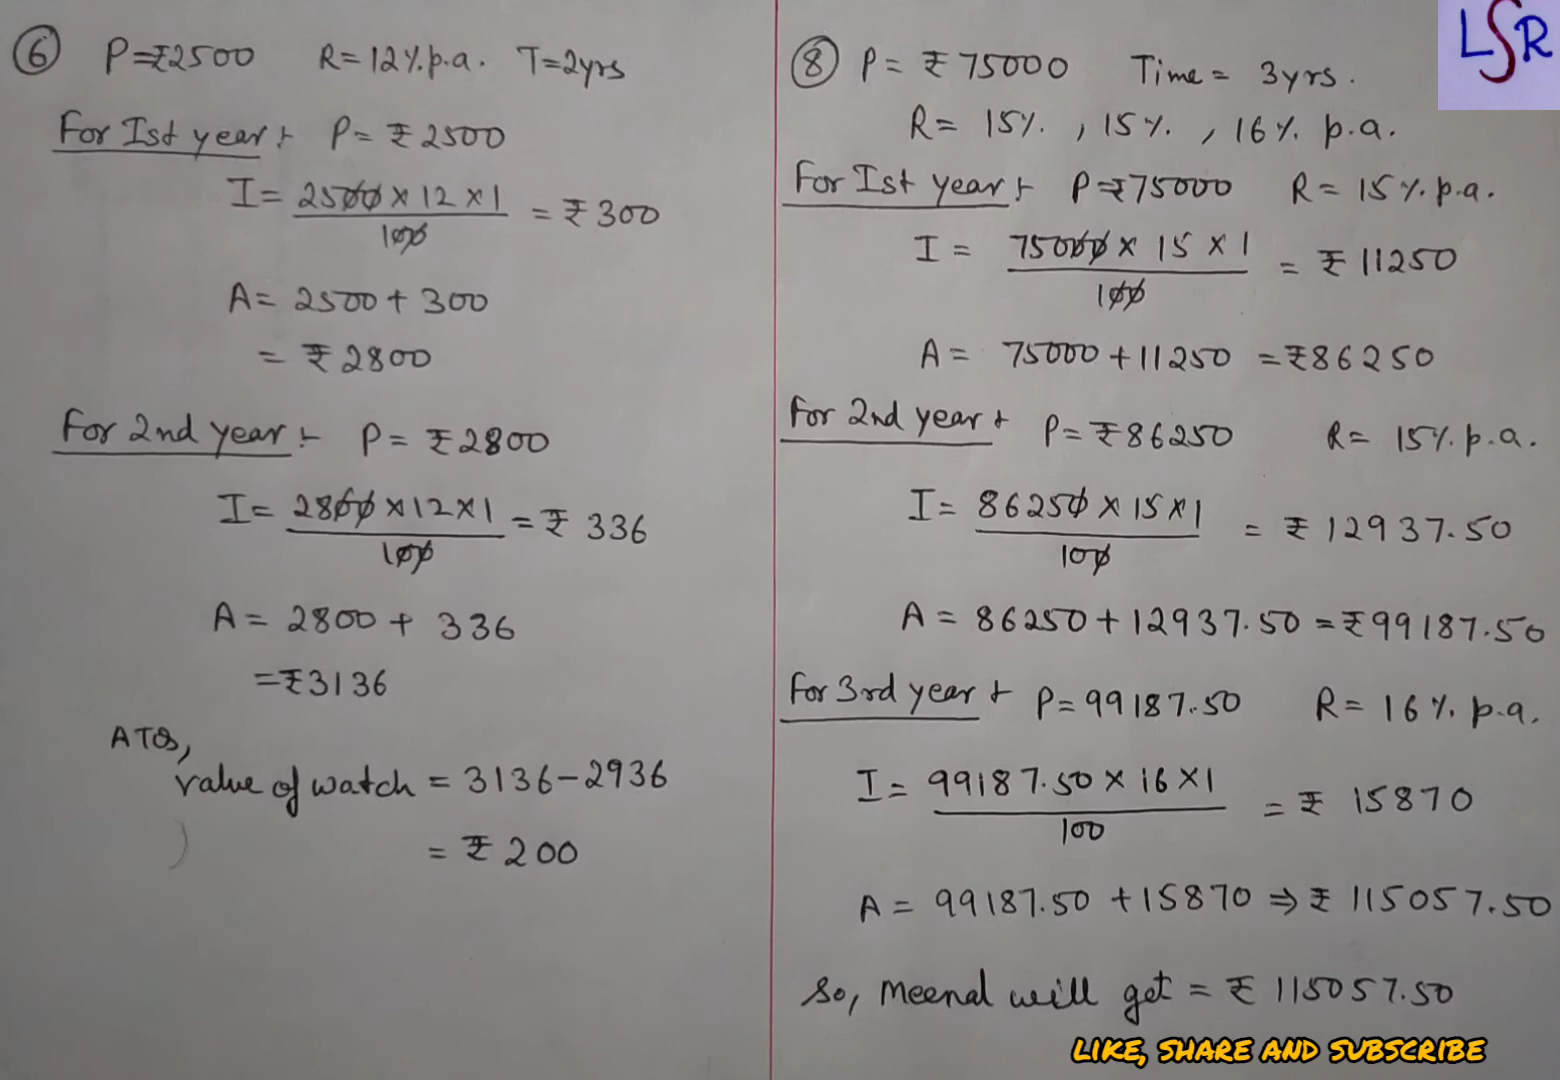 6 P=₹2500 R=12%.p.a. T=2yrs
For Ist year :- P= ₹2500
I= 2500 × 12 × 1 = ₹300
100
A= 2500 + 300
= ₹2800
For 2nd year :- P= ₹2800
I= 2800 × 12 × 1 = ₹ 336
100
A= 2800 + 336
=₹3136
ATQ,
value of watch = 3136-2936
= ₹200
LSR
8 P= ₹75000 Time= 3yrs.
R= 15%. , 15%. , 16%. p.a.
For Ist year :- P=₹75000 R= 15%.p.a.
I= 75000 × 15 × 1 = ₹11250
100
A= 75000 + 11250 =₹86250
For 2nd year :- P= ₹86250 R= 15%.p.a.
I= 86250 × 15 × 1 = ₹12937.50
100
A= 86250 + 12937.50 =₹99187.50
For 3rd year :- P= 99187.50 R= 16%. p.a.
I= 99187.50 × 16 × 1 = ₹ 15870
100
A= 99187.50 + 15870 ⇒ ₹ 115057.50
So, Meenal will get = ₹ 115057.50
LIKE, SHARE AND SUBSCRIBE